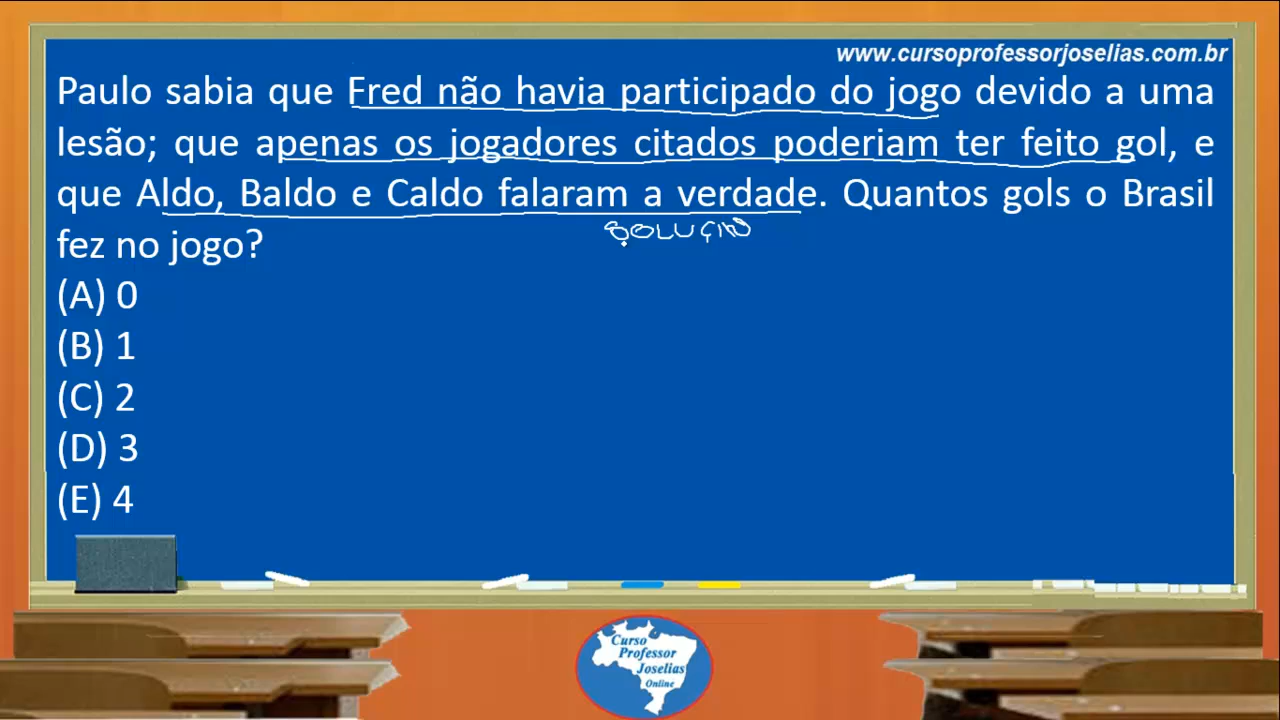 www.cursoprofessorjoselias.com.br
Paulo sabia que Fred não havia participado do jogo devido a uma
lesão; que apenas os jogadores citados poderiam ter feito gol, e
que Aldo, Baldo e Caldo falaram a verdade. Quantos gols o Brasil
fez no jogo?
SOLUÇÃO
(A) 0
(B) 1
(C) 2
(D) 3
(E) 4
Curso
Professor
Joselias
Online